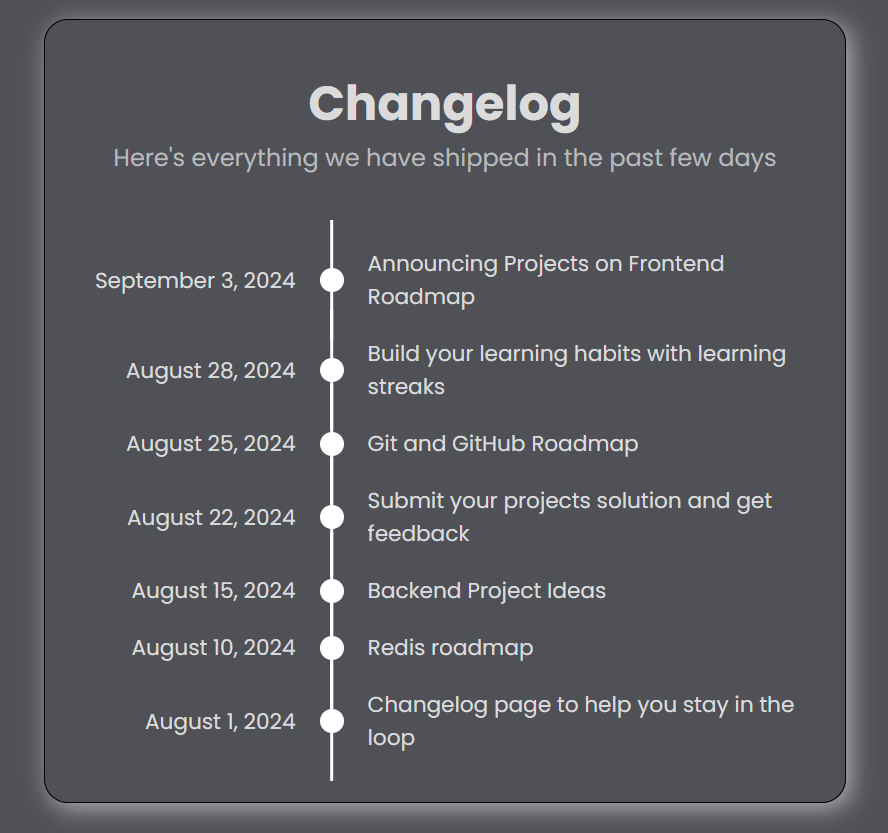 Changelog
Here's everything we have shipped in the past few days
September 3, 2024
Announcing Projects on Frontend
Roadmap
August 28, 2024
Build your learning habits with learning
streaks
August 25, 2024
Git and GitHub Roadmap
August 22, 2024
Submit your projects solution and get
feedback
August 15, 2024
Backend Project Ideas
August 10, 2024
Redis roadmap
August 1, 2024
Changelog page to help you stay in the
loop